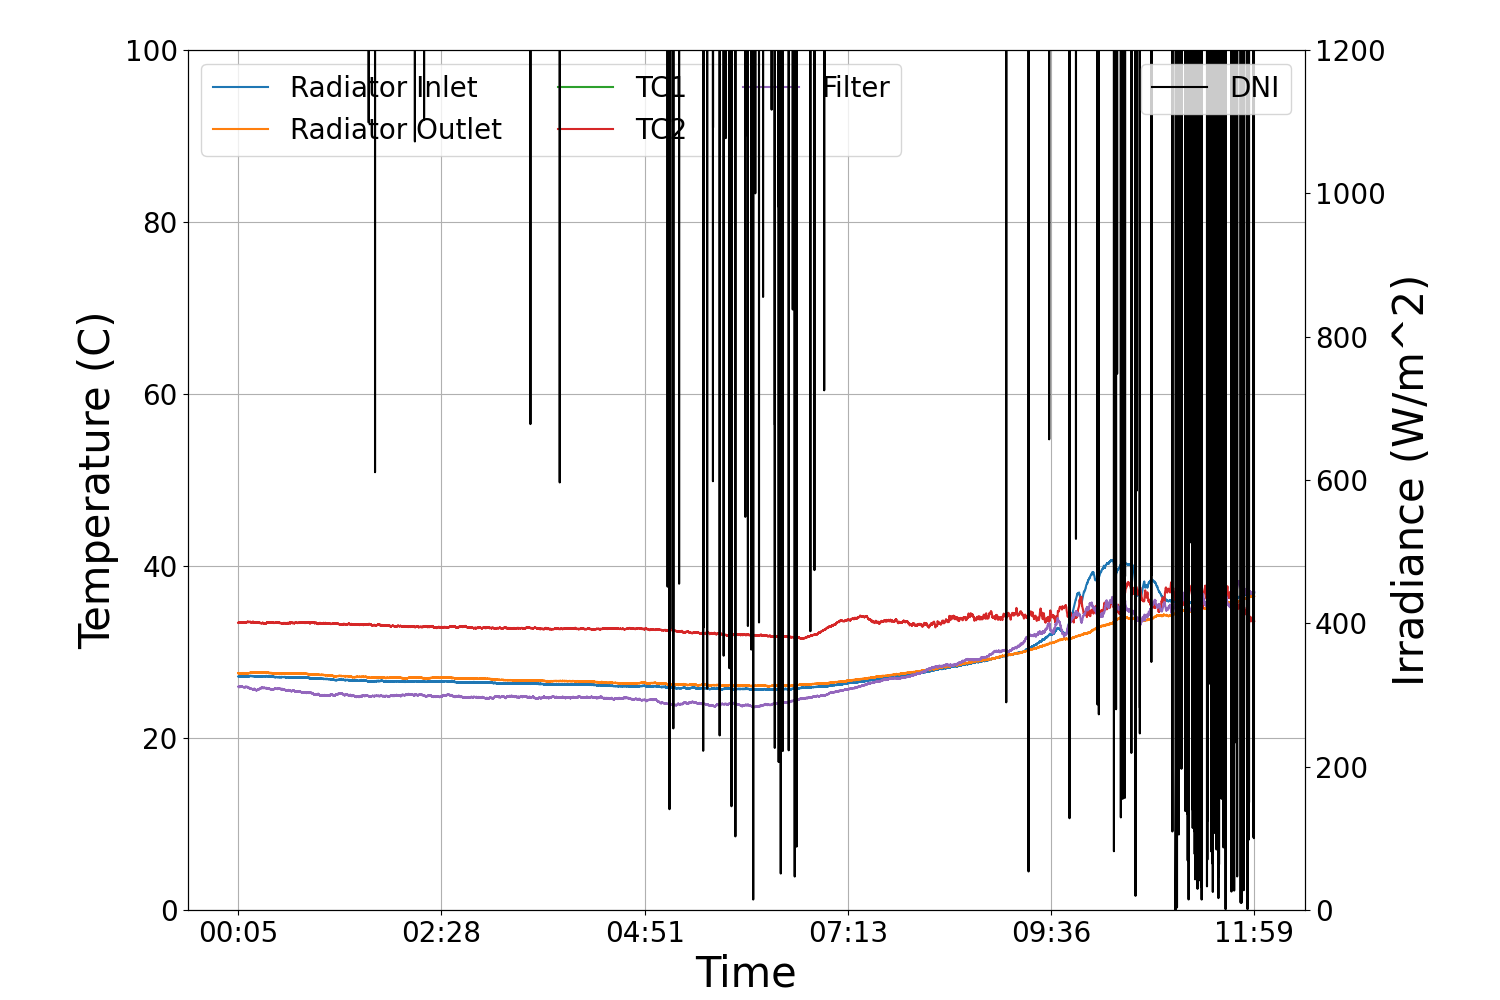 100
80
60
40
20
0
Temperature (C)
Radiator Inlet
Radiator Outlet
TC1
TC2
Filter
DNI
1200
1000
800
600
400
200
0
Irradiance (W/m^2)
00:05
02:28
04:51
07:13
09:36
11:59
Time